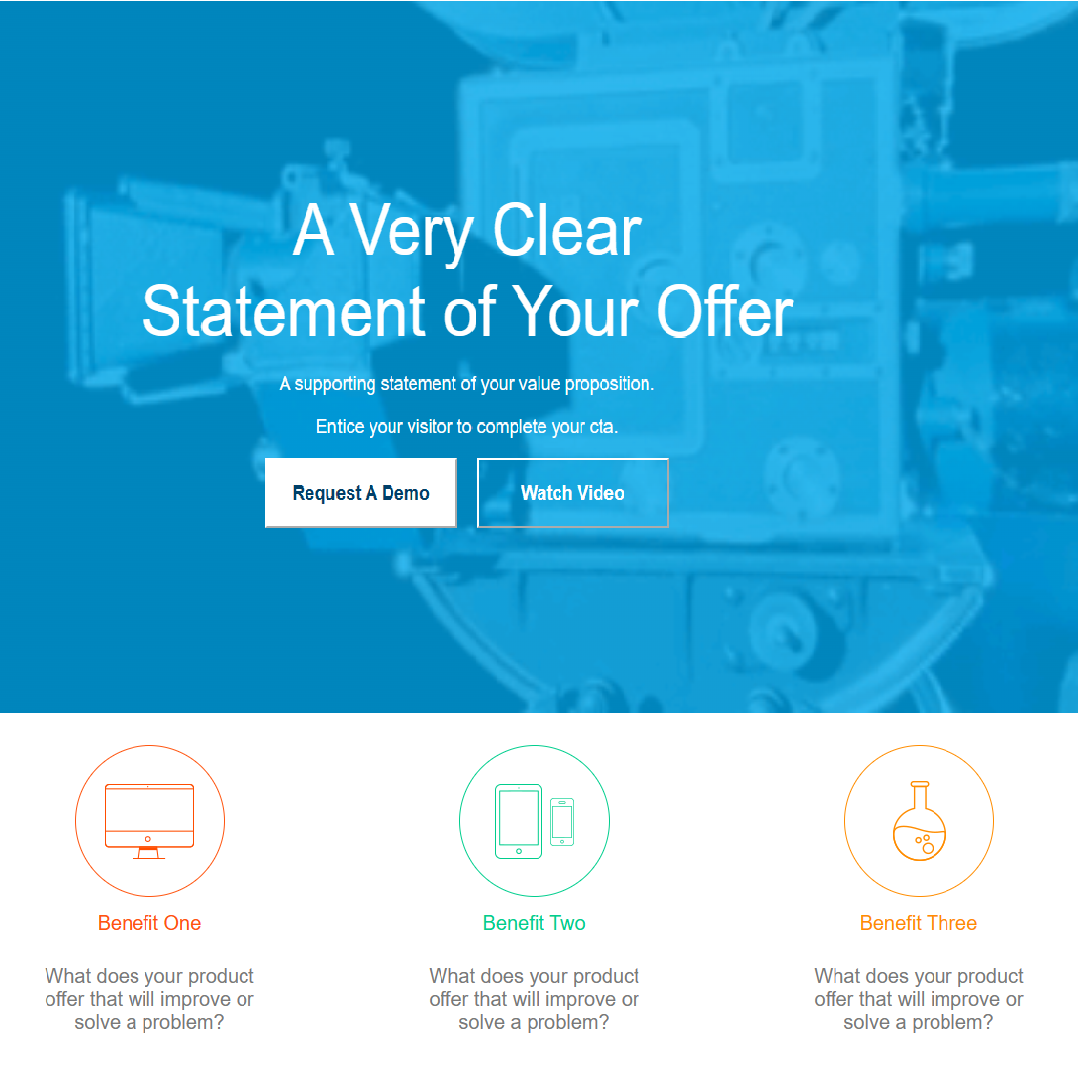 A Very Clear
Statement of Your Offer
A supporting statement of your value proposition.
Entice your visitor to complete your cta.
Request A Demo
Watch Video
Benefit One
What does your product
offer that will improve or
solve a problem?
Benefit Two
What does your product
offer that will improve or
solve a problem?
Benefit Three
What does your product
offer that will improve or
solve a problem?